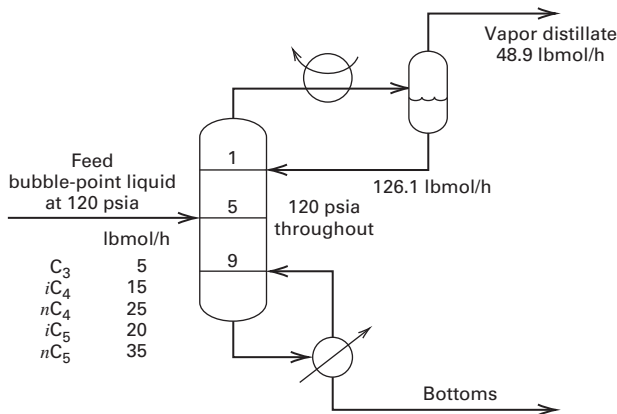 Vapor distillate
48.9 lbmol/h
1
126.1 lbmol/h
Feed
bubble-point liquid
at 120 psia
5
120 psia
throughout
lbmol/h
9
C3 5
iC4 15
nC4 25
iC5 20
nC5 35
Bottoms